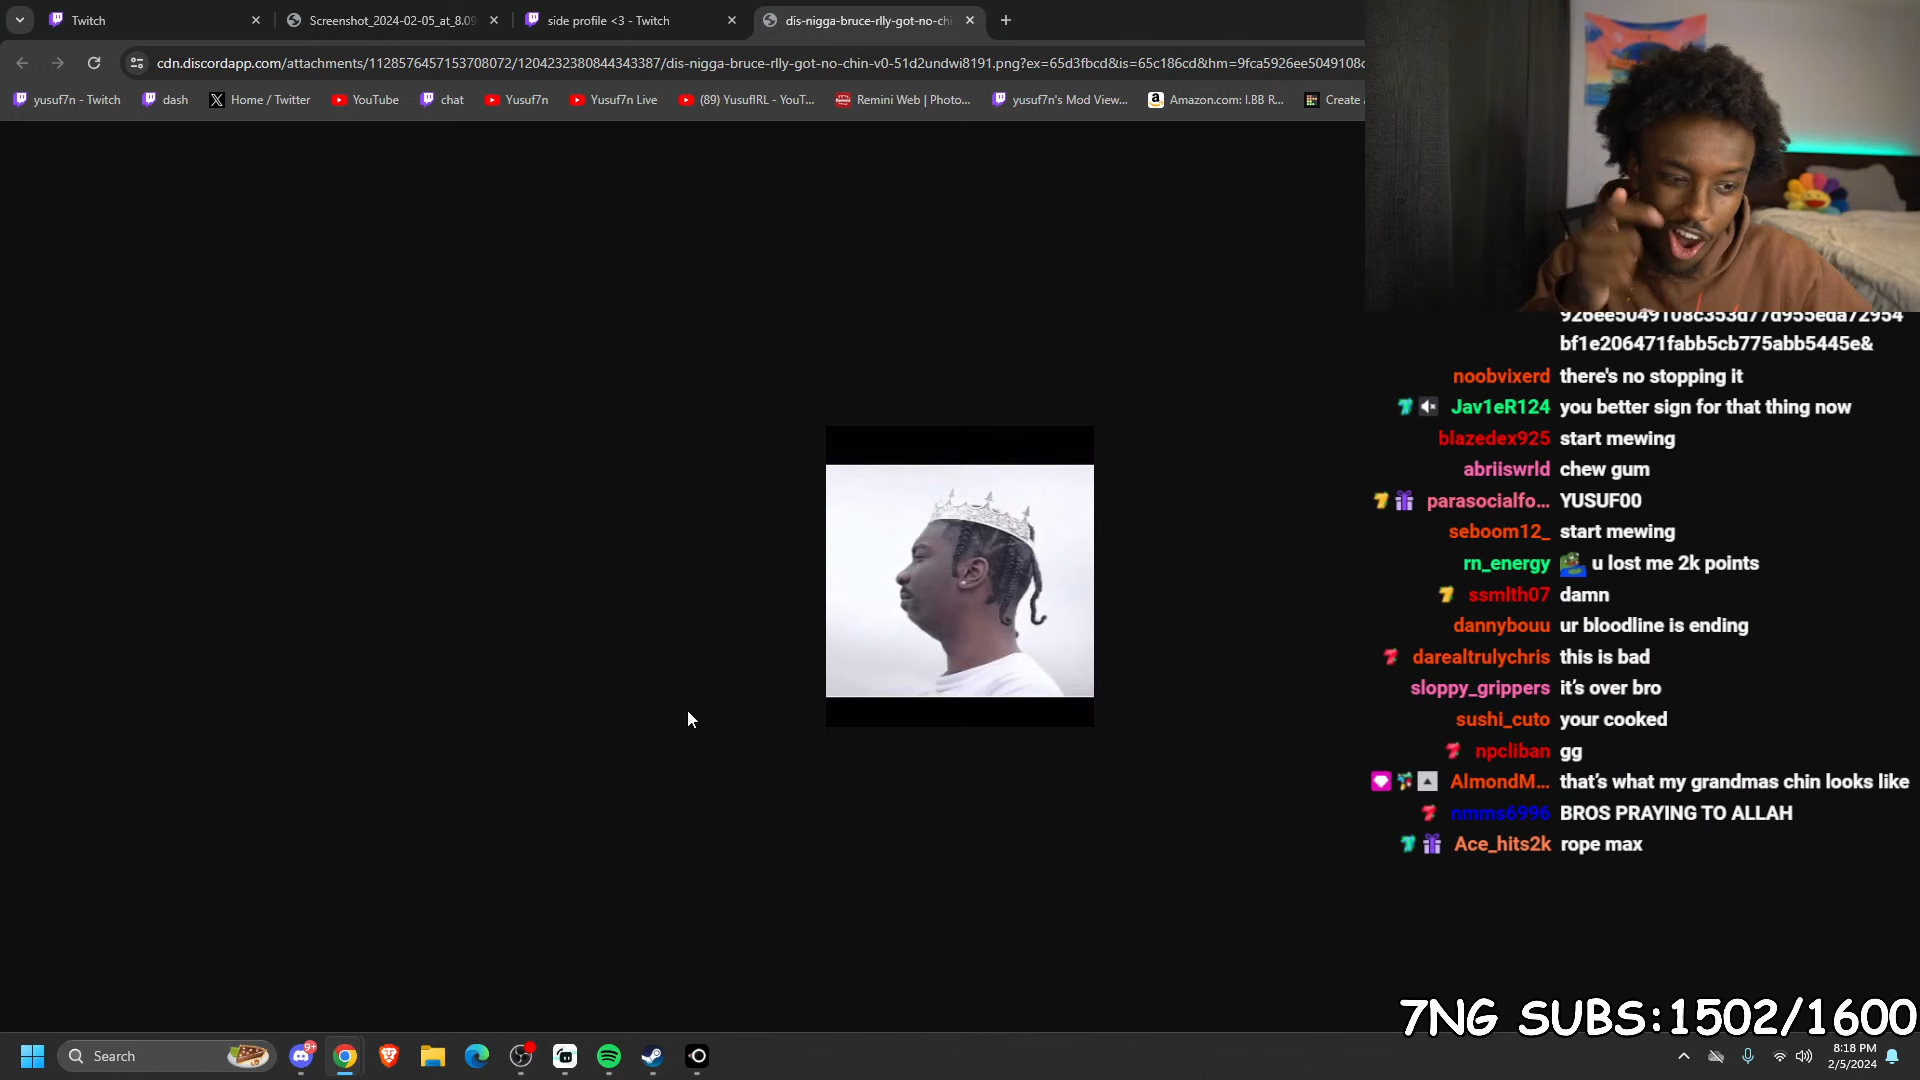 Twitch
Screenshot_2024-02-05_at_8.09
side profile <3 - Twitch
dis-nigga-bruce-rlly-got-no-chi
cdn.discordapp.com/attachments/1128576457153708072/1204232380844343387/dis-nigga-bruce-rlly-got-no-chin-v0-51d2undwi8191.png?ex=65d3fbcd&is=65c186cd&hm=9fca5926ee5049108c
yusuf7n - Twitch
dash
Home / Twitter
YouTube
chat
Yusuf7n
Yusuf7n Live
(89) YusufIRL - YouT...
Remini Web | Photo...
yusuf7n's Mod View...
Amazon.com: I.BB R...
Create a
926ee5049108c353d77d955eda72954
bf1e206471fabb5cb775abb5445e&
noobvixerd there's no stopping it
Jav1eR124 you better sign for that thing now
blazedex925 start mewing
abriiswrld chew gum
parasocialfo... YUSUF00
seboom12_ start mewing
rn_energy u lost me 2k points
ssmlth07 damn
dannybouu ur bloodline is ending
darealtrulychris this is bad
sloppy_grippers it's over bro
sushi_cuto your cooked
npcliban gg
AlmondM... that's what my grandmas chin looks like
nmms6996 BROS PRAYING TO ALLAH
Ace_hits2k rope max
7NG SUBS:1502/1600
Search
9+
8:18 PM
2/5/2024